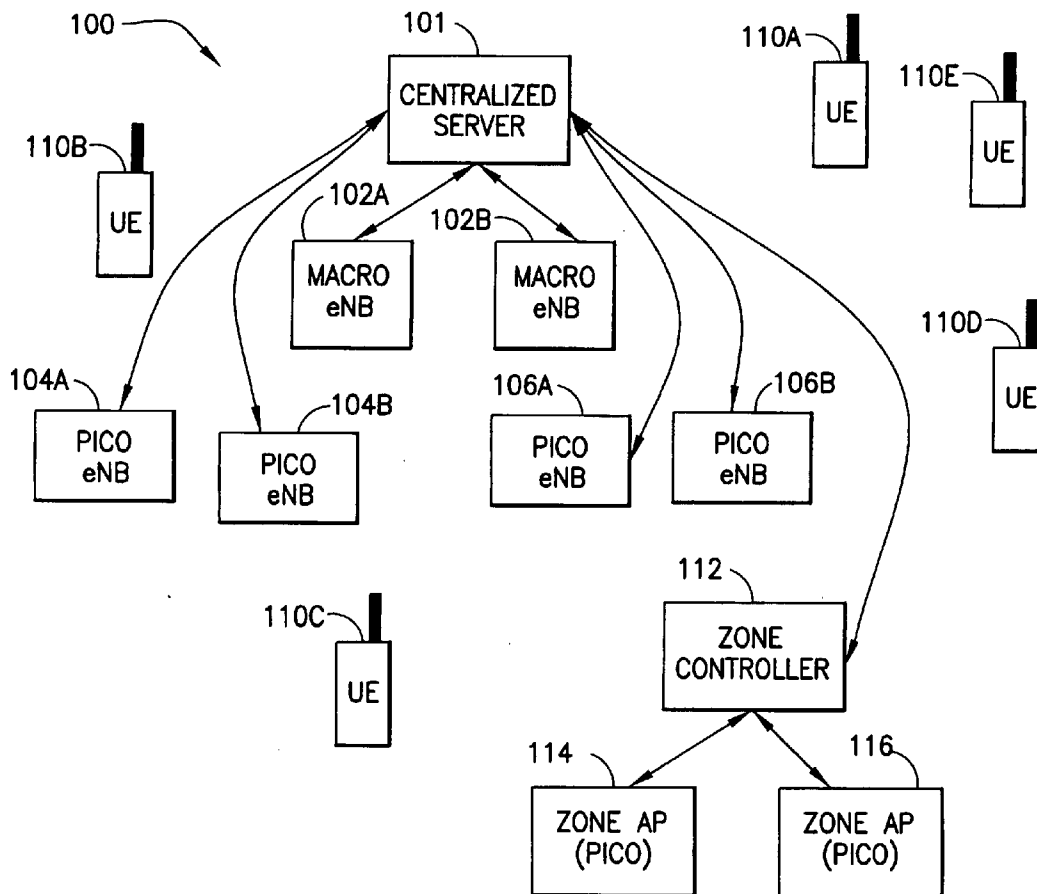 100
101
CENTRALIZED
SERVER
110A
UE
110E
UE
110B
UE
102A
MACRO
eNB
102B
MACRO
eNB
110D
UE
104A
PICO
eNB
104B
PICO
eNB
106A
PICO
eNB
106B
PICO
eNB
110C
UE
112
ZONE
CONTROLLER
114
ZONE AP
(PICO)
116
ZONE AP
(PICO)